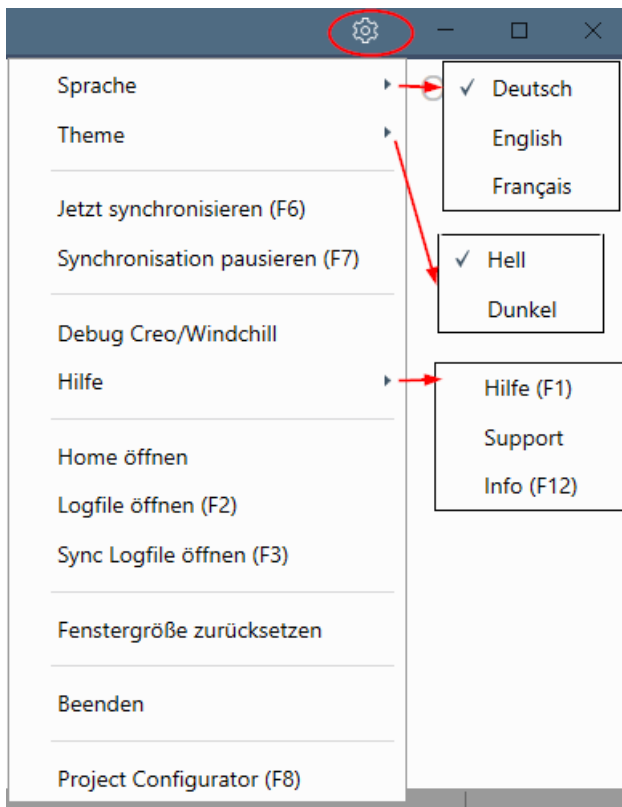 Sprache
Theme
Jetzt synchronisieren (F6)
Synchronisation pausieren (F7)
Debug Creo/Windchill
Hilfe
Home öffnen
Logfile öffnen (F2)
Sync Logfile öffnen (F3)
Fenstergröße zurücksetzen
Beenden
Project Configurator (F8)
Deutsch
English
Français
Hell
Dunkel
Hilfe (F1)
Support
Info (F12)